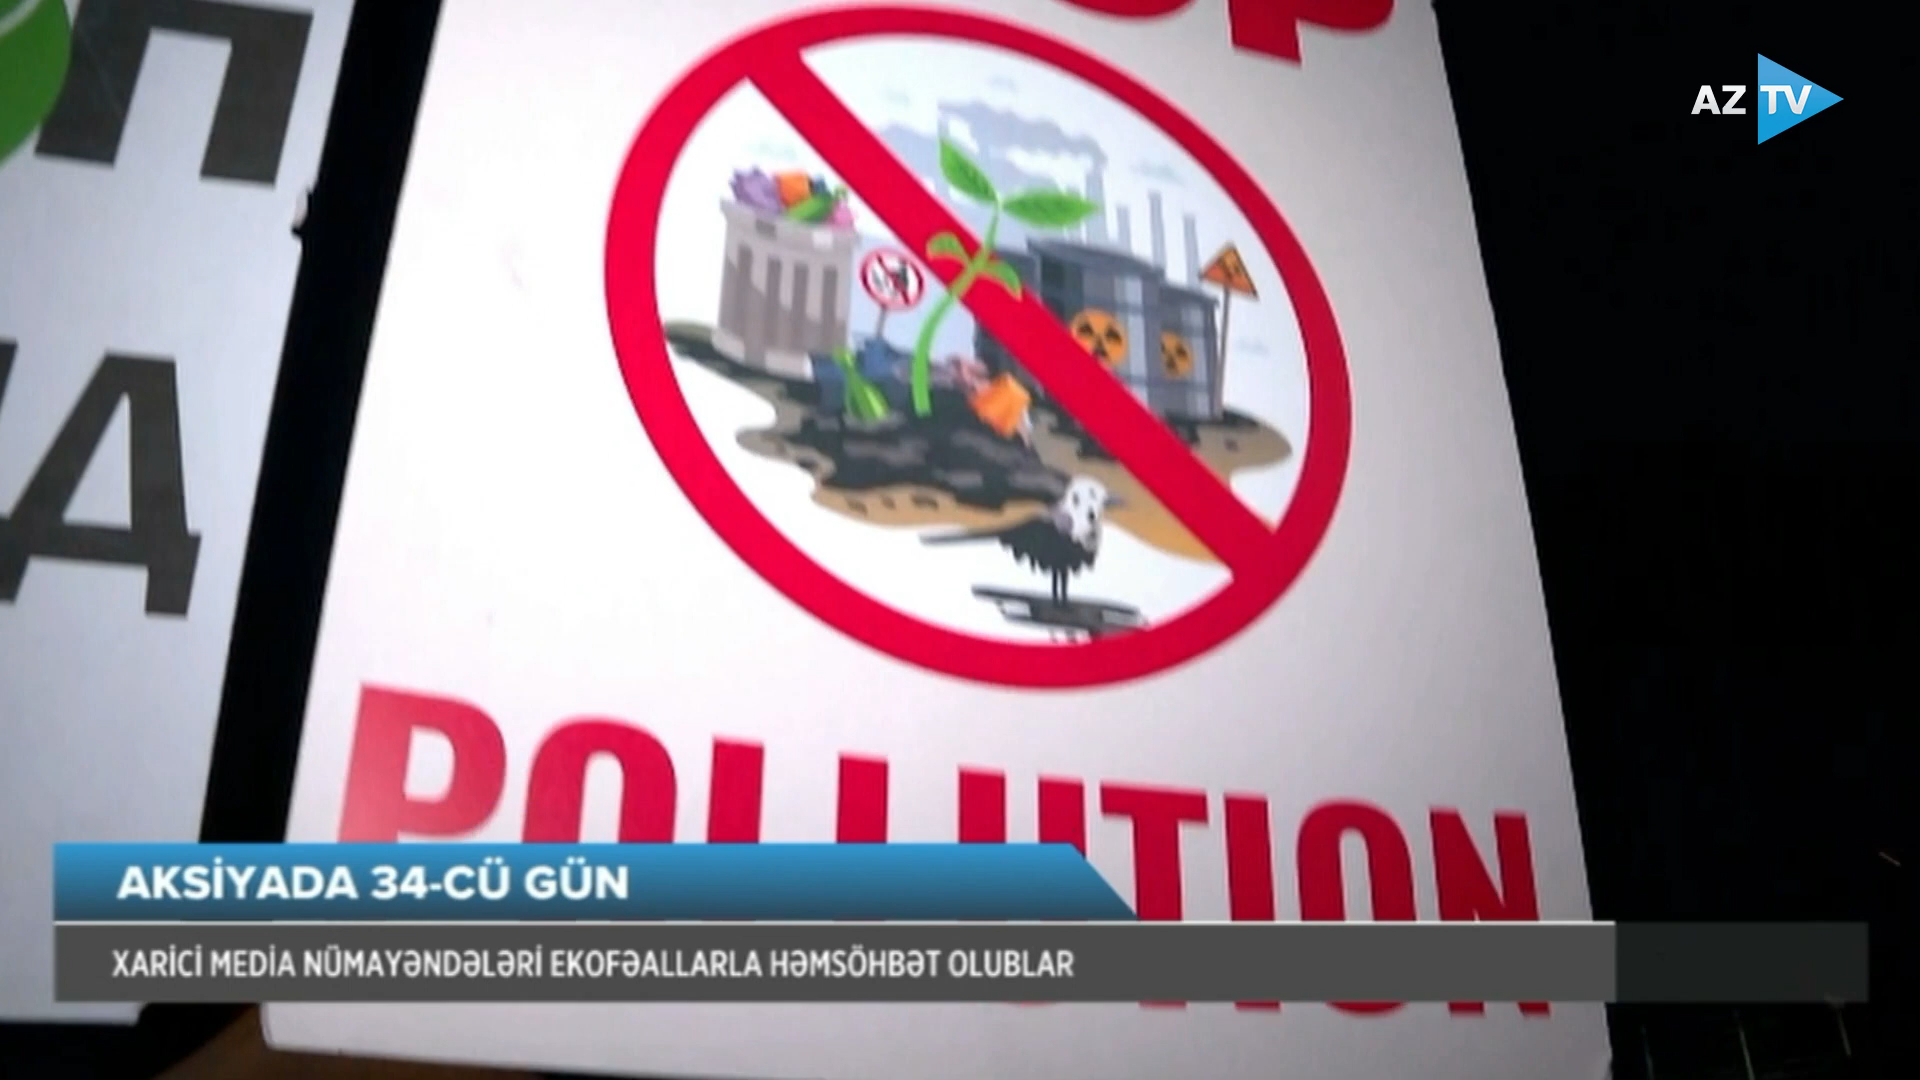 AZ TV
POLLUTION
AKSİYADA 34-CÜ GÜN
XARİCİ MEDİA NÜMAYƏNDƏLƏRİ EKOFƏALLARLA HƏMSÖHBƏT OLUBLAR